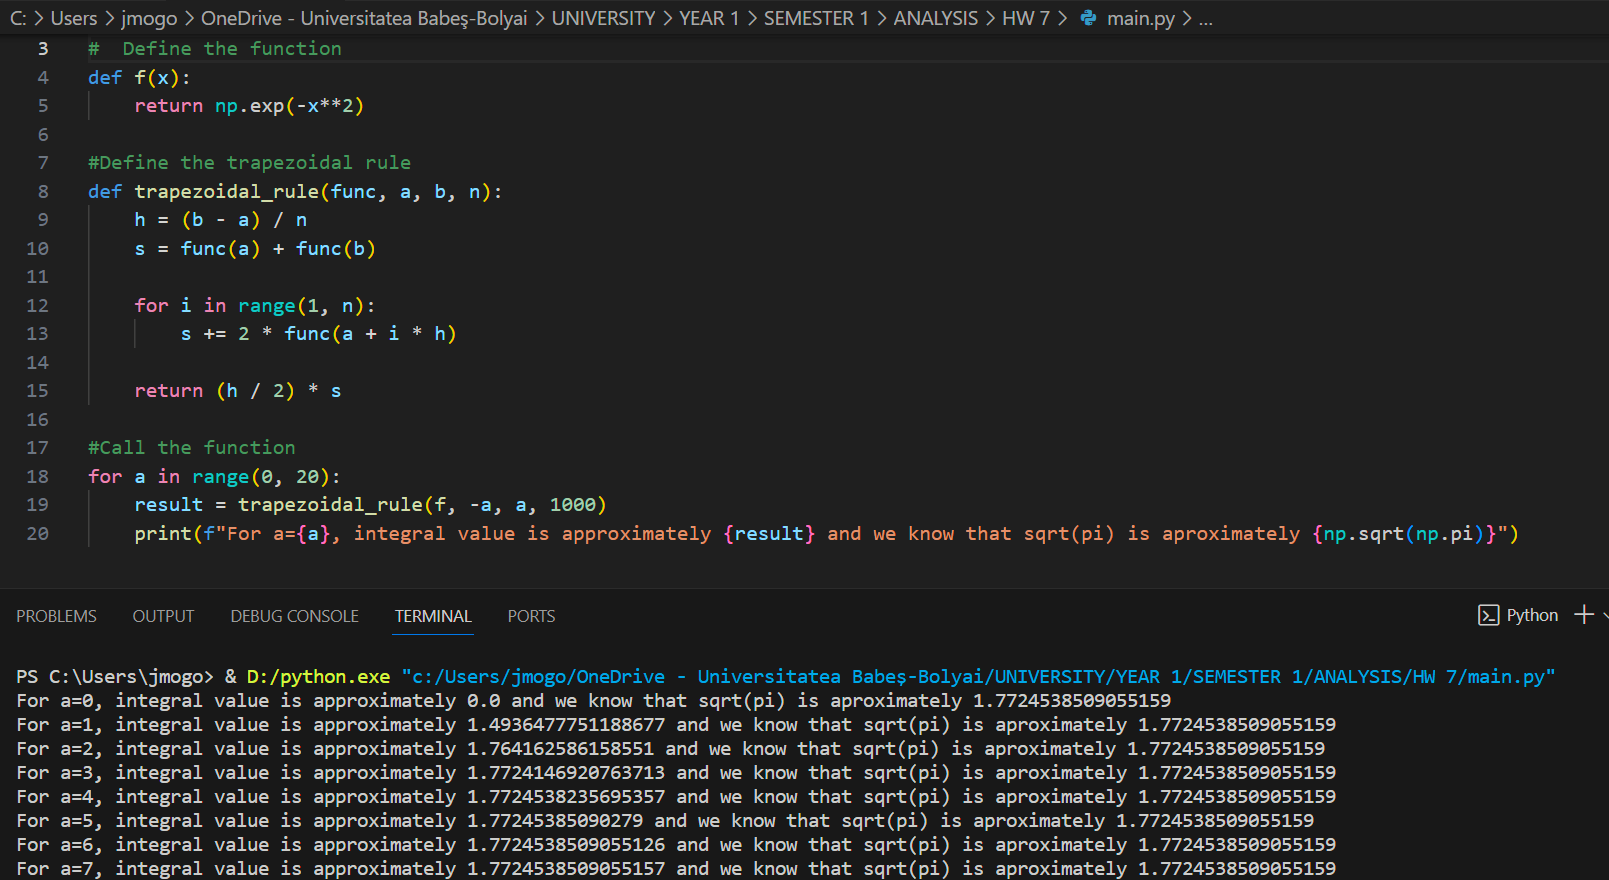 C: > Users > jmogo > OneDrive - Universitatea Babeş-Bolyai > UNIVERSITY > YEAR 1 > SEMESTER 1 > ANALYSIS > HW 7 > main.py > ...
3 #  Define the function
4 def f(x):
5     return np.exp(-x**2)
6
7 #Define the trapezoidal rule
8 def trapezoidal_rule(func, a, b, n):
9     h = (b - a) / n
10     s = func(a) + func(b)
11
12     for i in range(1, n):
13         s += 2 * func(a + i * h)
14
15     return (h / 2) * s
16
17 #Call the function
18 for a in range(0, 20):
19     result = trapezoidal_rule(f, -a, a, 1000)
20     print(f"For a={a}, integral value is approximately {result} and we know that sqrt(pi) is aproximately {np.sqrt(np.pi)}")
PROBLEMS OUTPUT DEBUG CONSOLE TERMINAL PORTS Python
PS C:\Users\jmogo> & D:/python.exe "c:/Users/jmogo/OneDrive - Universitatea Babeş-Bolyai/UNIVERSITY/YEAR 1/SEMESTER 1/ANALYSIS/HW 7/main.py"
For a=0, integral value is approximately 0.0 and we know that sqrt(pi) is aproximately 1.7724538509055159
For a=1, integral value is approximately 1.4936477751188677 and we know that sqrt(pi) is aproximately 1.7724538509055159
For a=2, integral value is approximately 1.764162586158551 and we know that sqrt(pi) is aproximately 1.7724538509055159
For a=3, integral value is approximately 1.7724146920763713 and we know that sqrt(pi) is aproximately 1.7724538509055159
For a=4, integral value is approximately 1.7724538235695357 and we know that sqrt(pi) is aproximately 1.7724538509055159
For a=5, integral value is approximately 1.77245385090279 and we know that sqrt(pi) is aproximately 1.7724538509055159
For a=6, integral value is approximately 1.7724538509055126 and we know that sqrt(pi) is aproximately 1.7724538509055159
For a=7, integral value is approximately 1.7724538509055157 and we know that sqrt(pi) is aproximately 1.7724538509055159